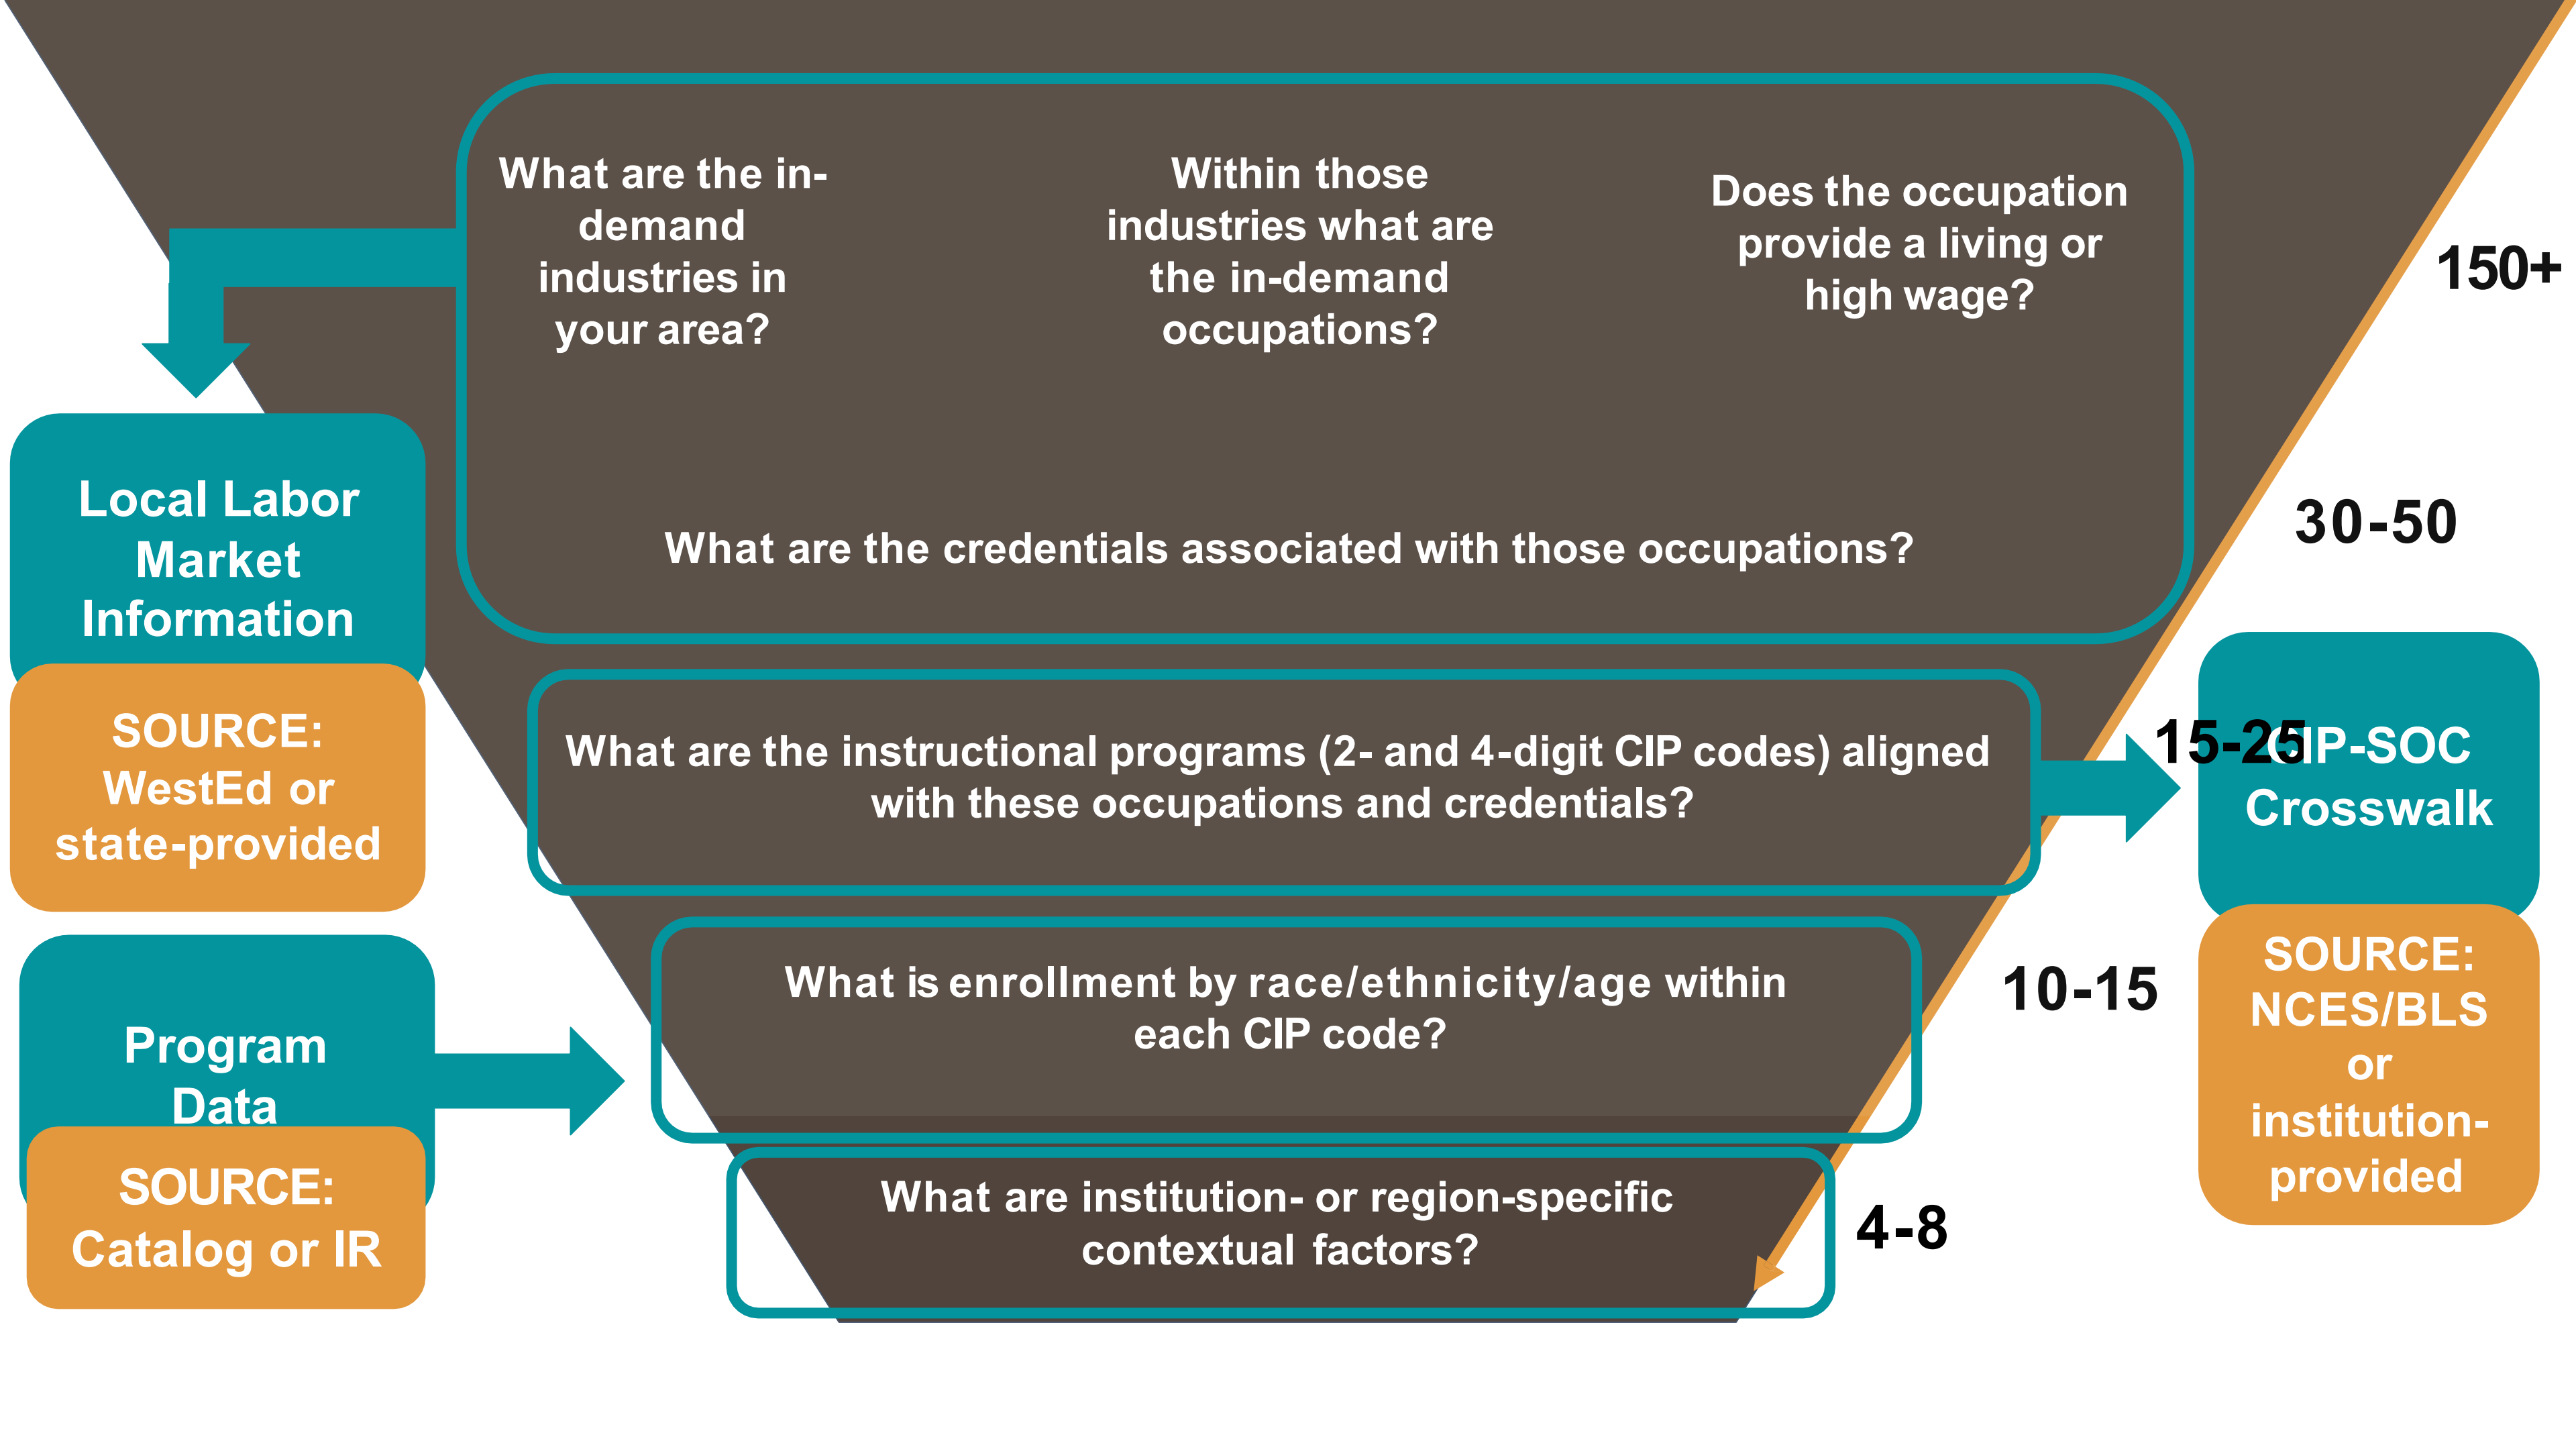 What are the in-
demand
industries in
your area?
Within those
industries what are
the in-demand
occupations?
Does the occupation
provide a living or
high wage?
150+
Local Labor
Market
Information
What are the credentials associated with those occupations?
30-50
SOURCE:
WestEd or
state-provided
What are the instructional programs (2- and 4-digit CIP codes) aligned
with these occupations and credentials?
15-25
CIP-SOC
Crosswalk
Program
Data
What is enrollment by race/ethnicity/age within
each CIP code?
10-15
SOURCE:
NCES/BLS
or
institution-
provided
SOURCE:
Catalog or IR
What are institution- or region-specific
contextual factors?
4-8